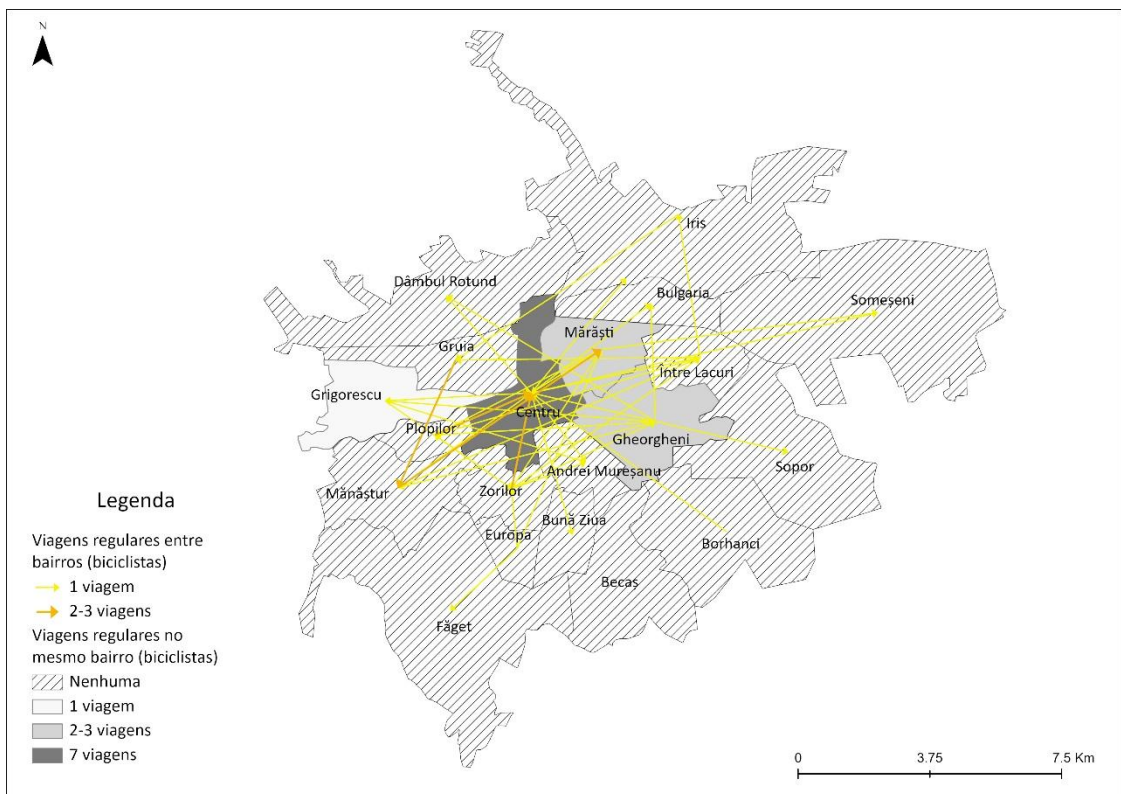 N
Iris
Dâmbul Rotund
Bulgaria
Someșeni
Mărăști
Gruia
Între Lacuri
Grigorescu
Centru
Plopilor
Gheorgheni
Andrei Mureșanu
Sopor
Mănăștur
Zorilor
Bună Ziua
Europa
Borhanci
Becaș
Făget
Legenda
Viagens regulares entre
bairros (biciclistas)
1 viagem
2-3 viagens
Viagens regulares no
mesmo bairro (biciclistas)
Nenhuma
1 viagem
2-3 viagens
7 viagens
0 3.75 7.5 Km